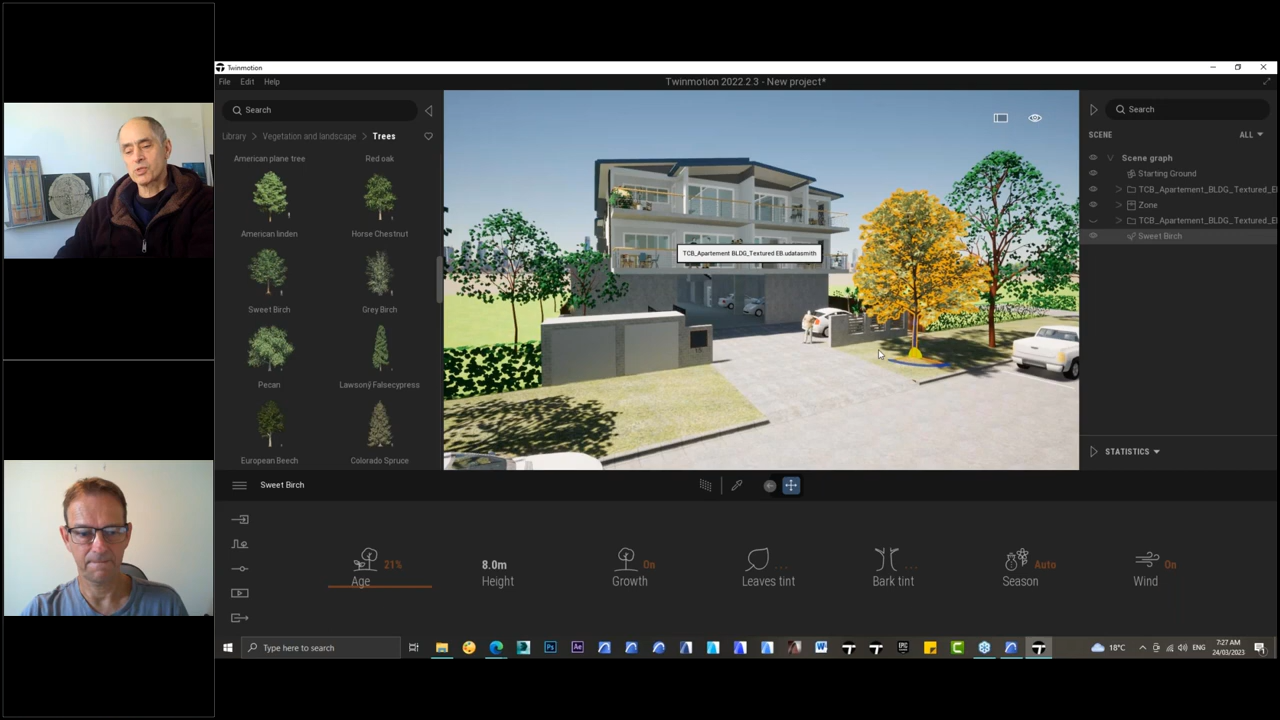 Twinmotion
File Edit Help
Twinmotion 2022.2.3 - New project*
Search
Library > Vegetation and landscape > Trees
American plane tree Red oak
American linden Horse Chestnut
Sweet Birch Grey Birch
Pecan Lawsony Falsecypress
European Beech Colorado Spruce
TCB_Apartement BLDG_Textured EB.udatasmith
Search
SCENE ALL
Scene graph
Starting Ground
TCB_Apartement_BLDG_Textured_E
Zone
TCB_Apartement_BLDG_Textured_E
Sweet Birch
STATISTICS
Sweet Birch
21% 8.0m On ... ... Auto On
Age Height Growth Leaves tint Bark tint Season Wind
Type here to search
18°C ENG
7:27 AM
24/03/2023